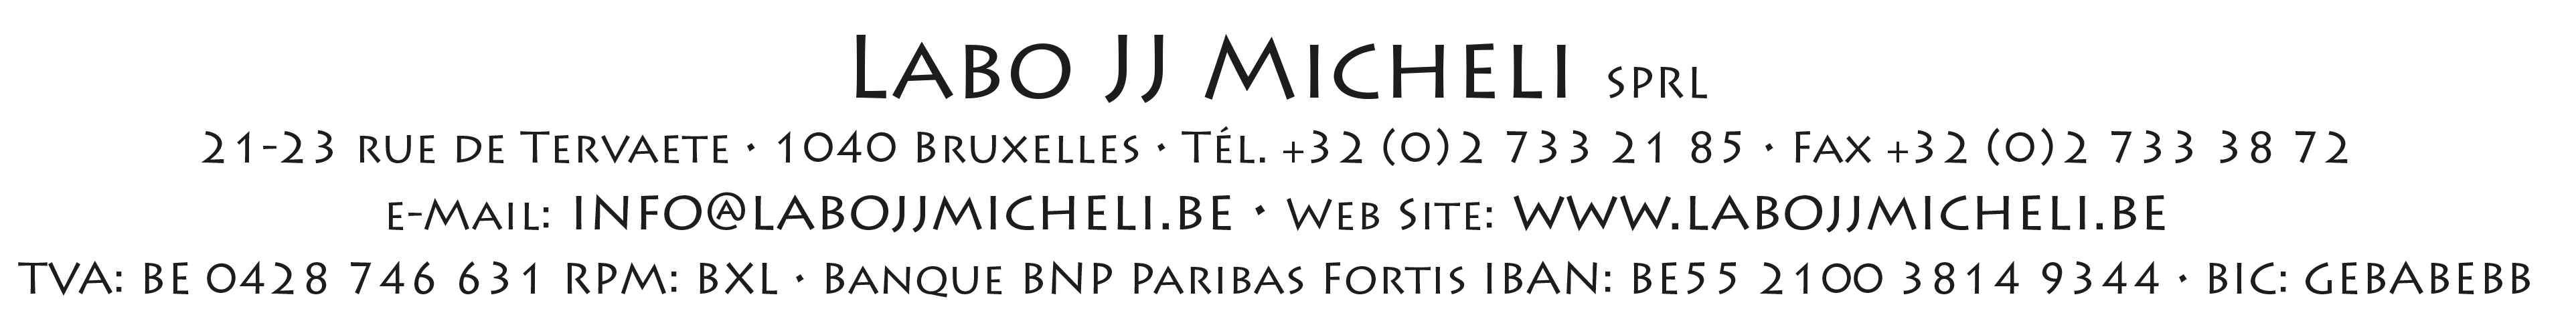 Labo JJ Micheli sprl
21-23 rue de Tervaete · 1040 Bruxelles · Tél. +32 (0)2 733 21 85 · Fax +32 (0)2 733 38 72
e-Mail: info@labojjmicheli.be · Web Site: www.labojjmicheli.be
TVA: BE 0428 746 631 RPM: BXL · Banque BNP Paribas Fortis IBAN: BE55 2100 3814 9344 · BIC: GEBABEBB